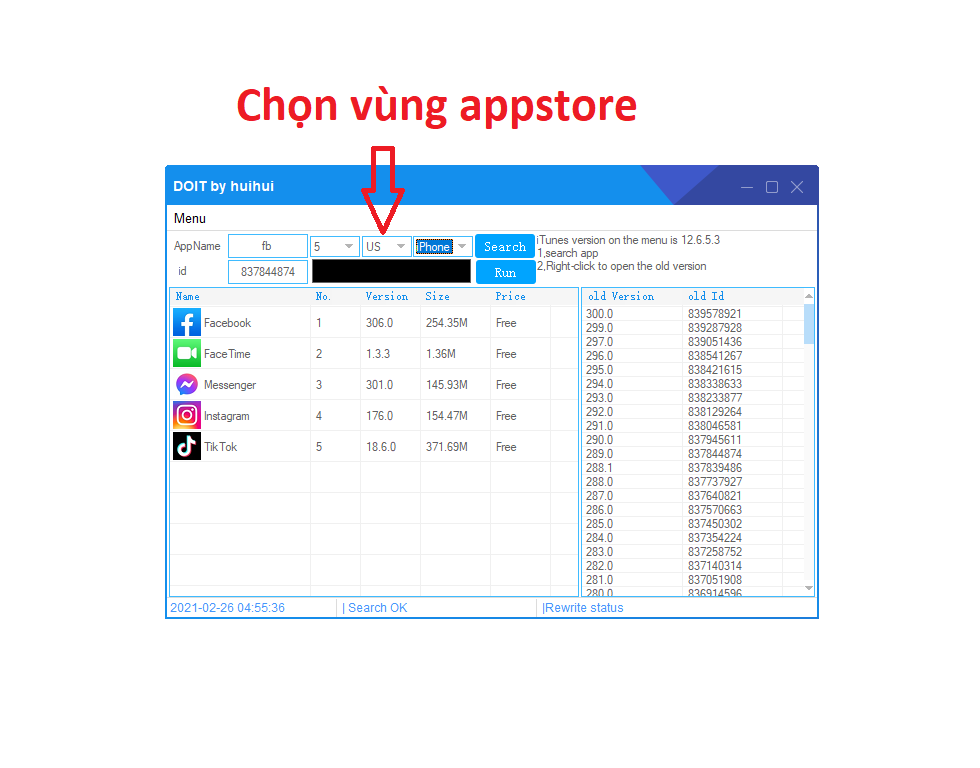 Chọn vùng appstore
DOIT by huihui
Menu
AppName fb 5 US iPhone Search
id 837844874 Run
iTunes version on the menu is 12.6.5.3
1,search app
2,Right-click to open the old version
Name No. Version Size Price
Facebook 1 306.0 254.35M Free
FaceTime 2 1.3.3 1.36M Free
Messenger 3 301.0 145.93M Free
Instagram 4 176.0 154.47M Free
TikTok 5 18.6.0 371.69M Free
old Version old Id
300.0 839578921
299.0 839287928
297.0 839051436
296.0 838541267
295.0 838421615
294.0 838338633
293.0 838233877
292.0 838129264
291.0 838046581
290.0 837945611
289.0 837844874
288.1 837839486
288.0 837737927
287.0 837640821
286.0 837570663
285.0 837450302
284.0 837354224
283.0 837258752
282.0 837140314
281.0 837051908
280.0 836914596
2021-02-26 04:55:36 | Search OK |Rewrite status